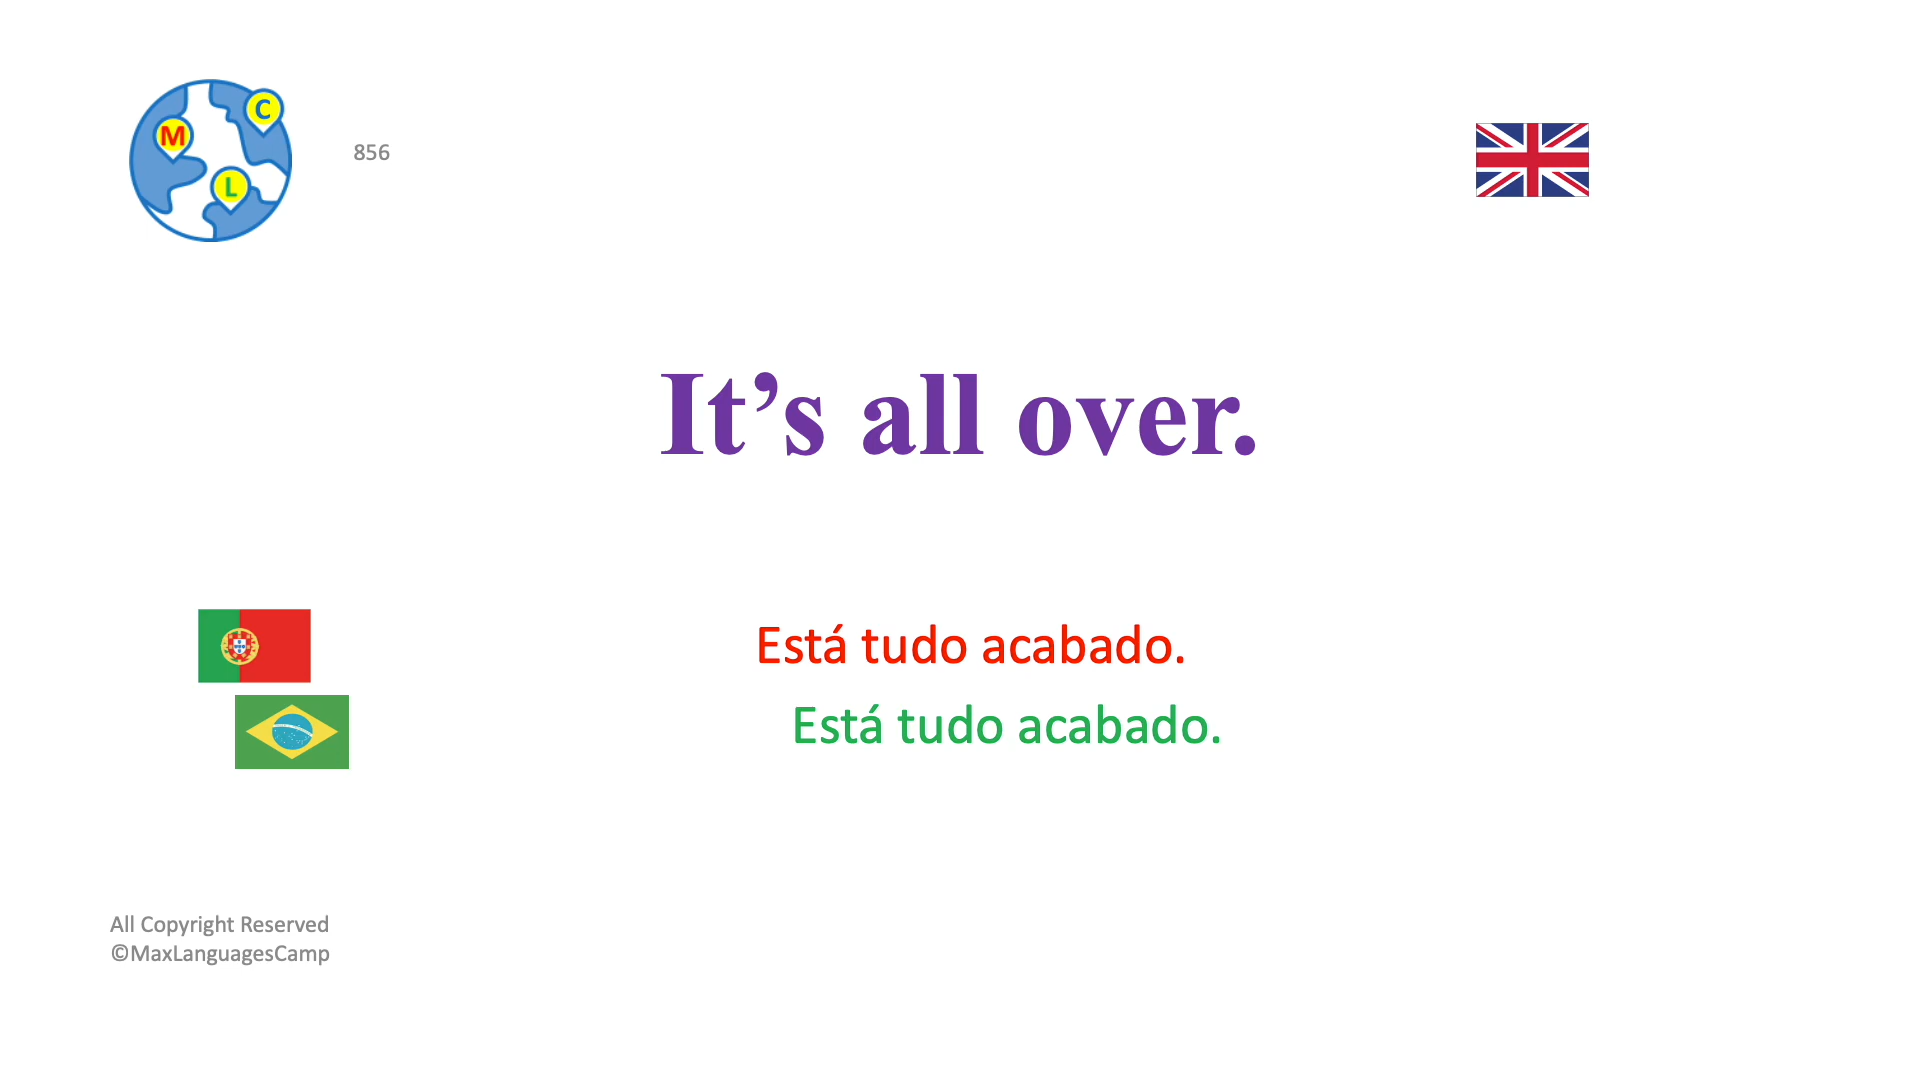 M
C
L
856
It’s all over.
Está tudo acabado.
Está tudo acabado.
All Copyright Reserved
©MaxLanguagesCamp